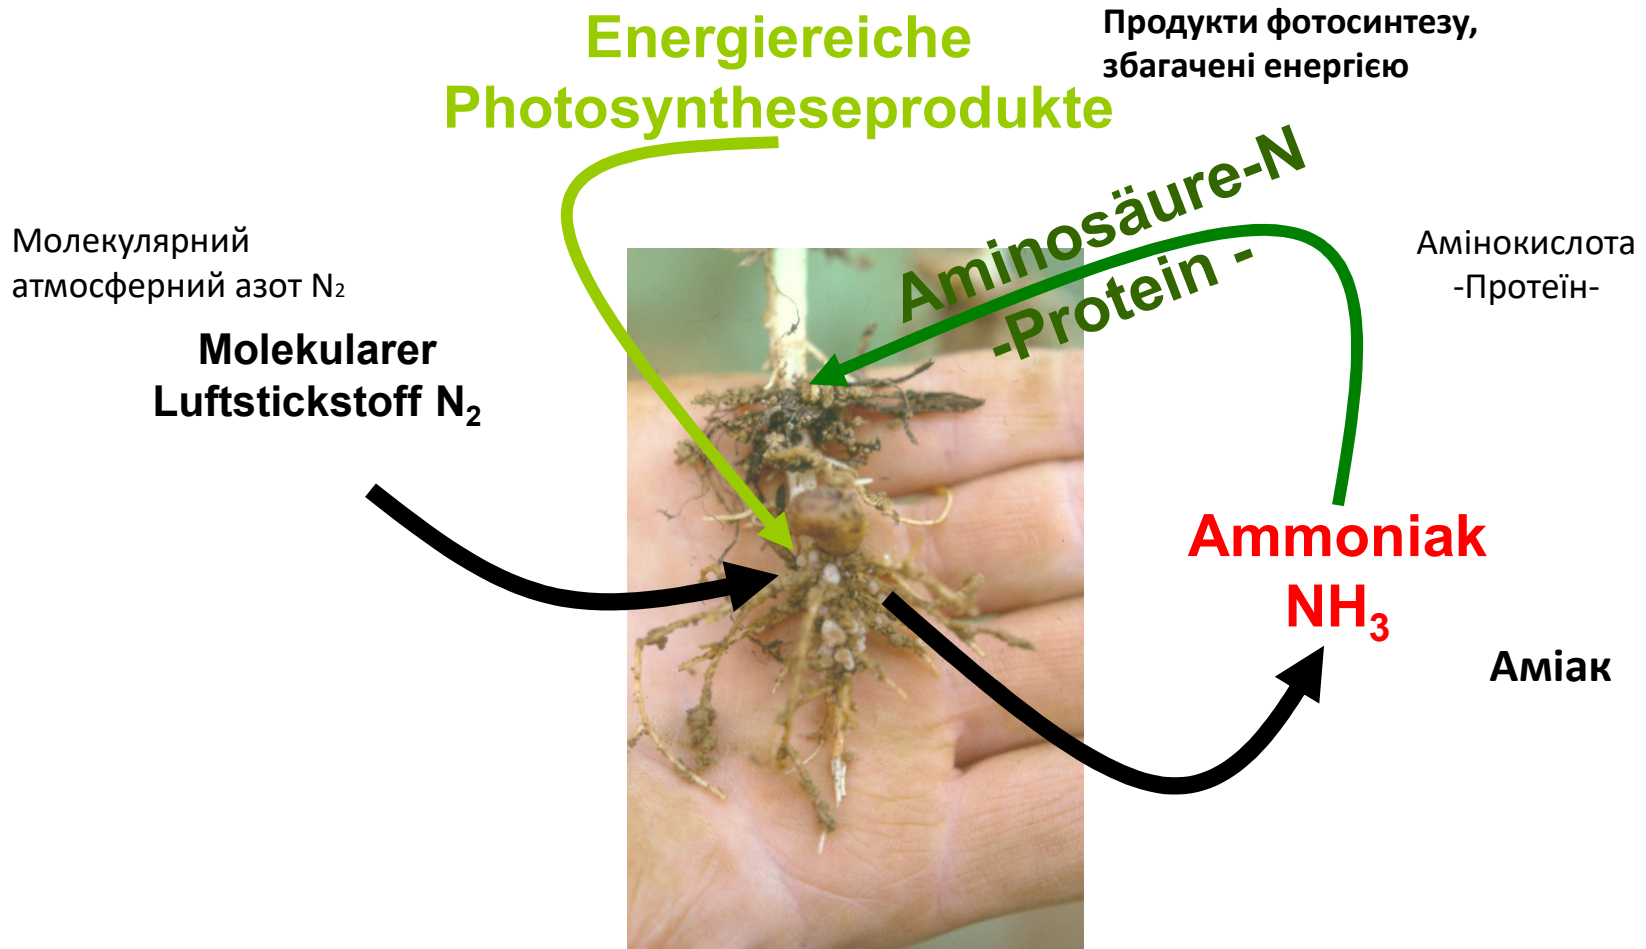 Energiereiche
Photosyntheseprodukte
Продукти фотосинтезу,
збагачені енергією
Aminosäure-N
-Protein -
Молекулярний
атмосферний азот N₂
Амінокислота
-Протеїн-
Molekularer
Luftstickstoff N₂
Ammoniak
NH₃
Аміак